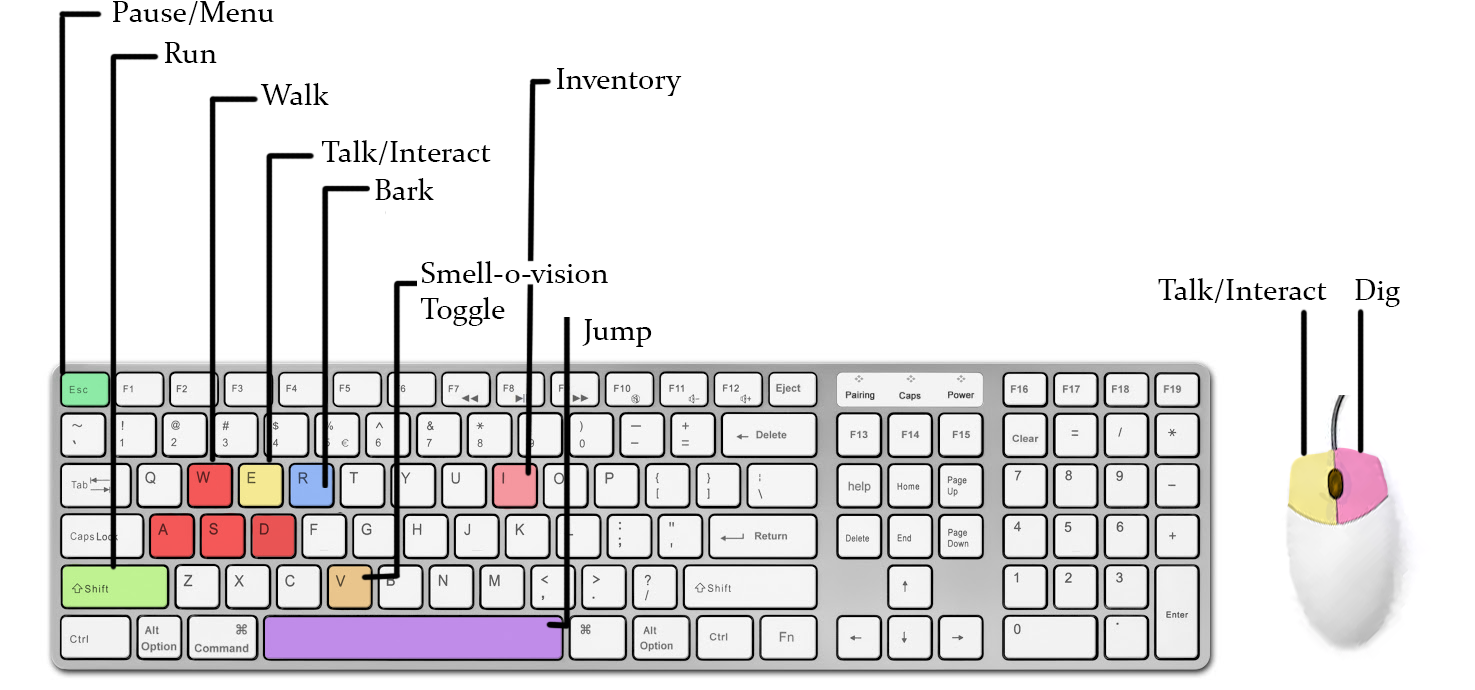 Pause/Menu
Run
Walk
Inventory
Talk/Interact
Bark
Smell-o-vision
Toggle
Jump
Talk/Interact Dig
Esc F1 F2 F3 F4 F5 6 F7 F8 F F10 F11 F12 Eject Pairing Caps Power F16 F17 F18 F19
~ ` ! 1 @ 2 # 3 $ 4 % 5 € ^ 6 & 7 * 8 9 ) 0 — – + = ← Delete F13 F14 F15 Clear = / *
Tab Q W E R T Y U I O P { [ } ] ¦ \ help Home Page Up 7 8 9 –
Caps Lock A S D F G H J K L : ; " , Return Delete End Page Down 4 5 6 +
⇧ Shift Z X C V B N M < , > . ? / ⇧ Shift ↑ 1 2 3 Enter
Ctrl Alt Option ⌘ Command ⌘ Alt Option Ctrl Fn ← ↓ → 0 .